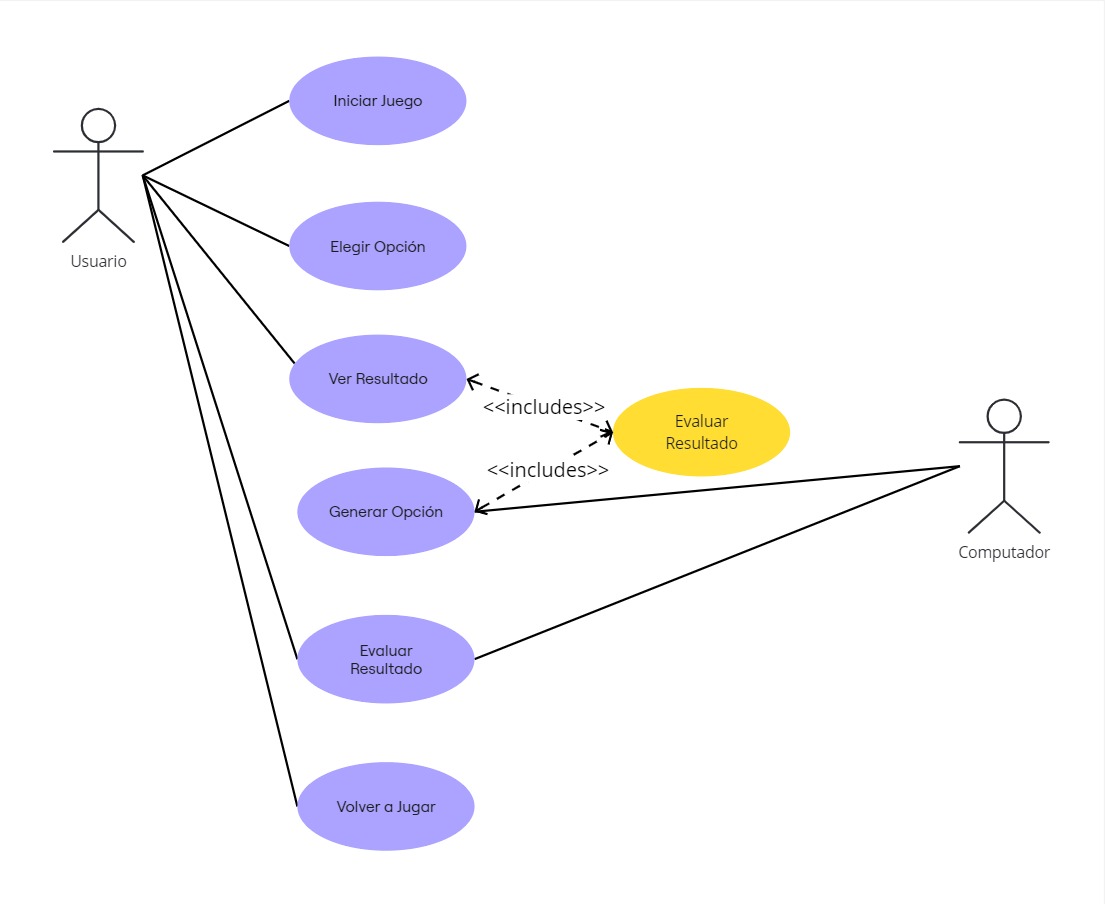 Iniciar Juego
Usuario
Elegir Opción
Ver Resultado
<<includes>>
Evaluar
Resultado
<<includes>>
Generar Opción
Computador
Evaluar
Resultado
Volver a Jugar